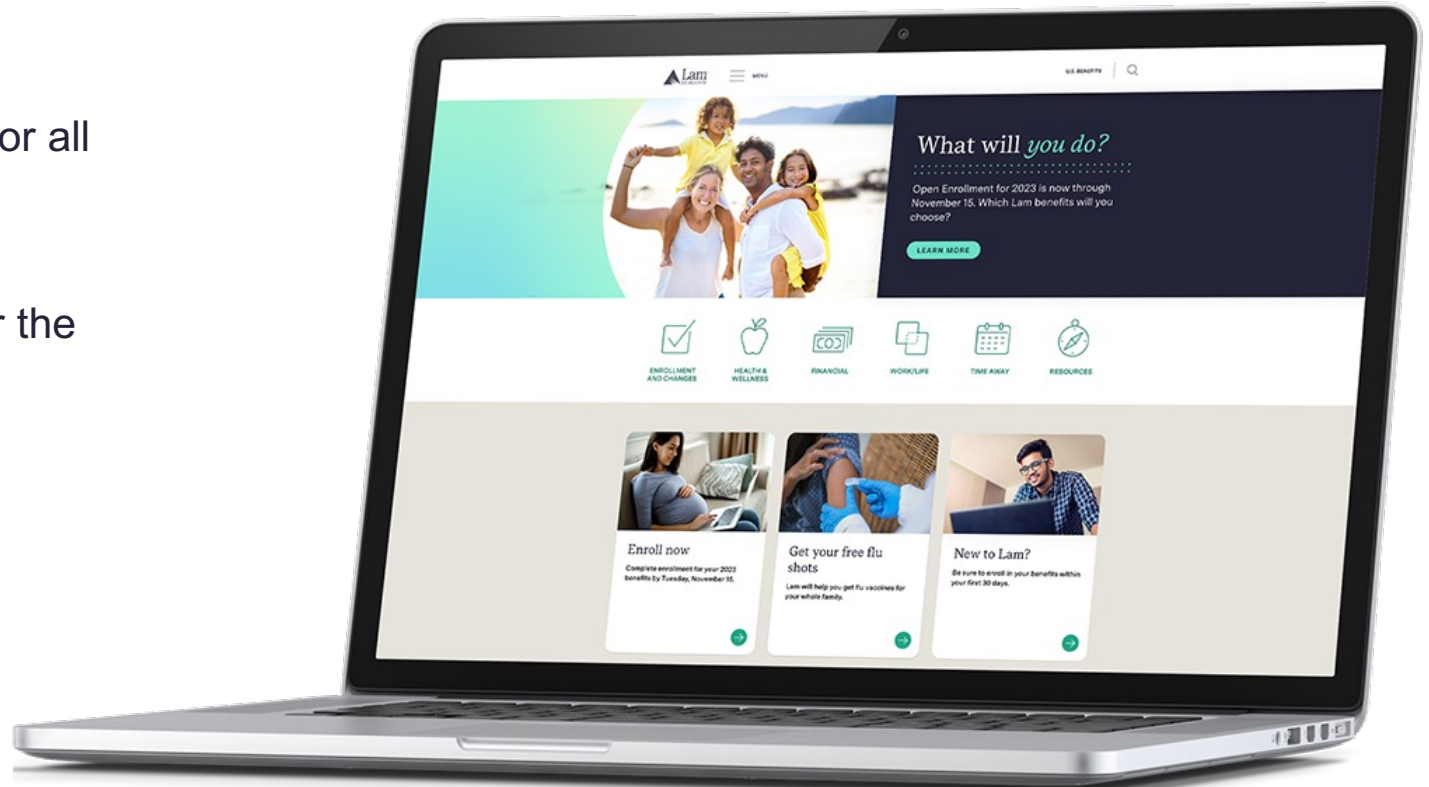 or all
r the
Lam
MENU
U.S. BENEFITS
What will you do?
Open Enrollment for 2023 is now through
November 15. Which Lam benefits will you
choose?
LEARN MORE
ENROLLMENT
AND CHANGES
HEALTH &
WELLNESS
FINANCIAL
WORK/LIFE
TIME AWAY
RESOURCES
Enroll now
Complete enrollment for your 2023
benefits by Tuesday, November 15.
Get your free flu
shots
Lam will help you get flu vaccines for
your whole family.
New to Lam?
Be sure to enroll in your benefits within
your first 30 days.